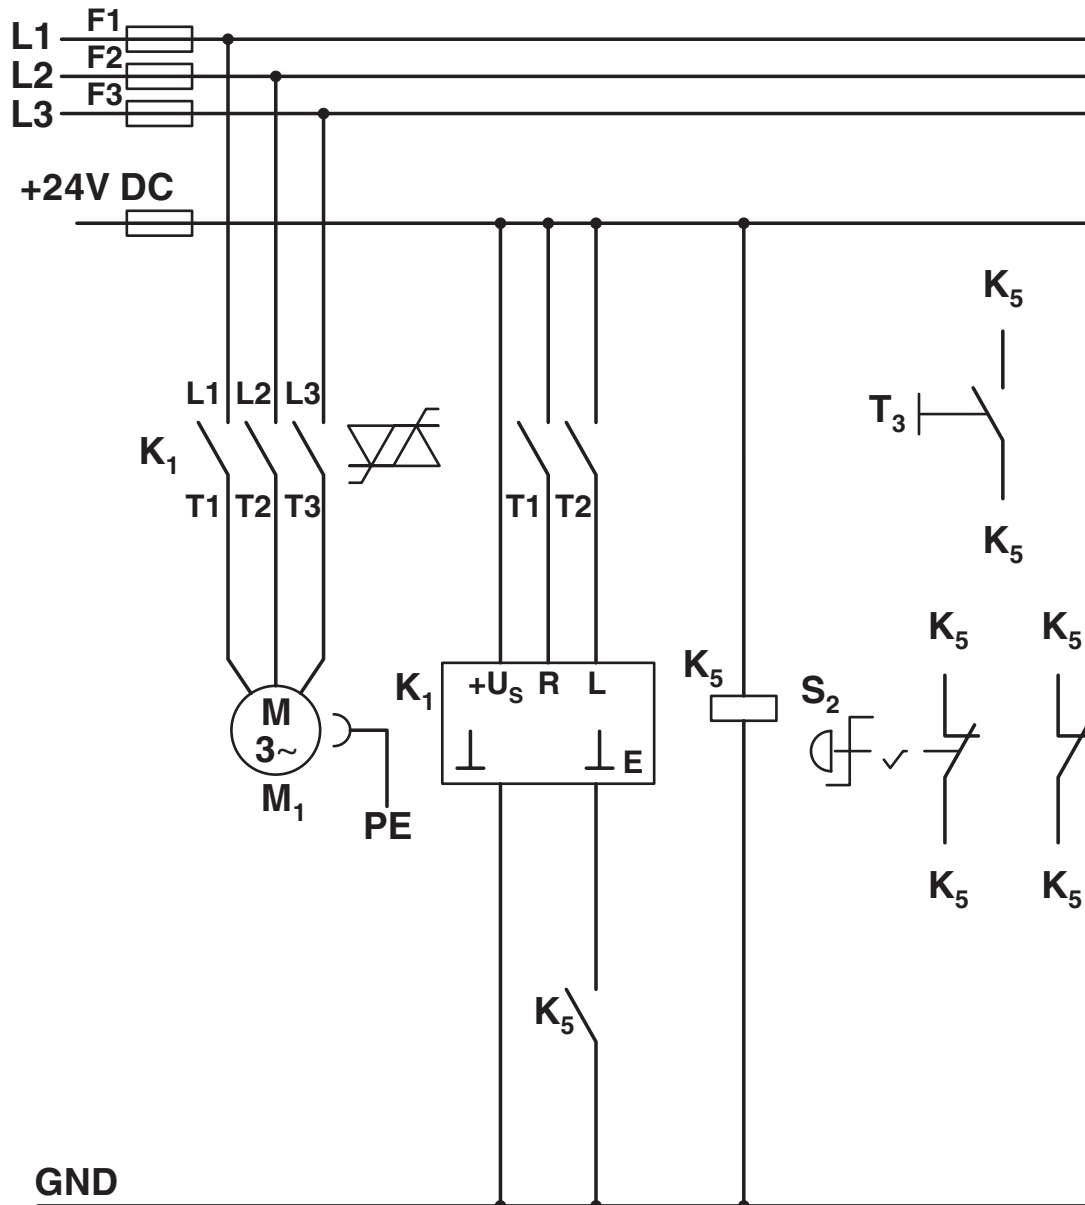 F1
L1
F2
L2
F3
L3
+24V DC
K5
L1 L2 L3
T3
K1
T1 T2 T3
T1 T2
K5
K5 K5
K1
+US R L
K5
S2
M
3~
E
M1
PE
K5 K5
K5
GND